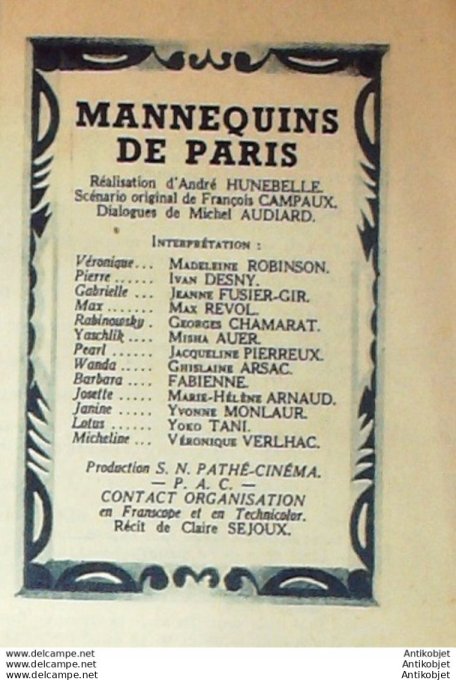 MANNEQUINS
DE PARIS
Réalisation d'André HUNEBELLE.
Scénario original de François CAMPAUX.
Dialogues de Michel AUDIARD.
INTERPRÉTATION :
Véronique... MADELEINE ROBINSON.
Pierre ...... IVAN DESNY.
Gabrielle ... JEANNE FUSIER-GIR.
Max ....... MAX REVOL.
Rabinowsky . GEORGES CHAMARAT.
Yaschlik .... MISHA AUER.
Pearl ...... JACQUELINE PIERREUX.
Wanda ..... GHISLAINE ARSAC.
Barbara .... FABIENNE.
Josette ..... MARIE-HÉLÈNE ARNAUD.
Janine ..... YVONNE MONLAUR.
Lotus ...... YOKO TANI.
Micheline ... VÉRONIQUE VERLHAC.
Production S. N. PATHÉ-CINÉMA.
— P. A. C. —
CONTACT ORGANISATION
en Franscope et en Technicolor.
Récit de Claire SEJOUX.
www.delcampe.net Antikobjet
www.delcampe.net Antikobjet
www.delcampe.net Antikobjet